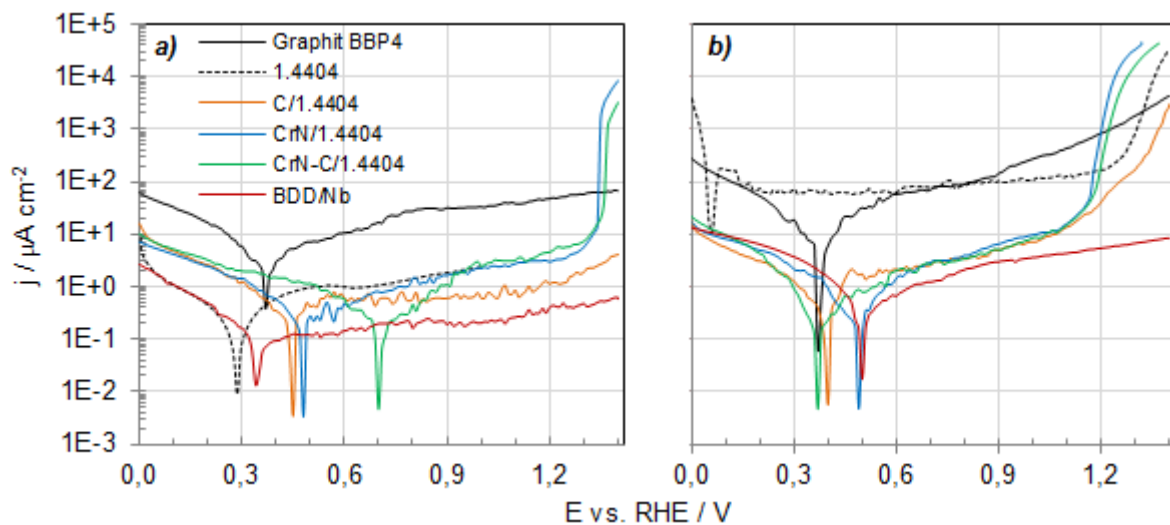 a)
b)
Graphit BBP4
1.4404
C/1.4404
CrN/1.4404
CrN-C/1.4404
BDD/Nb
j / µA cm⁻²
1E+5
1E+4
1E+3
1E+2
1E+1
1E+0
1E-1
1E-2
1E-3
0,0 0,3 0,6 0,9 1,2
0,0 0,3 0,6 0,9 1,2
E vs. RHE / V